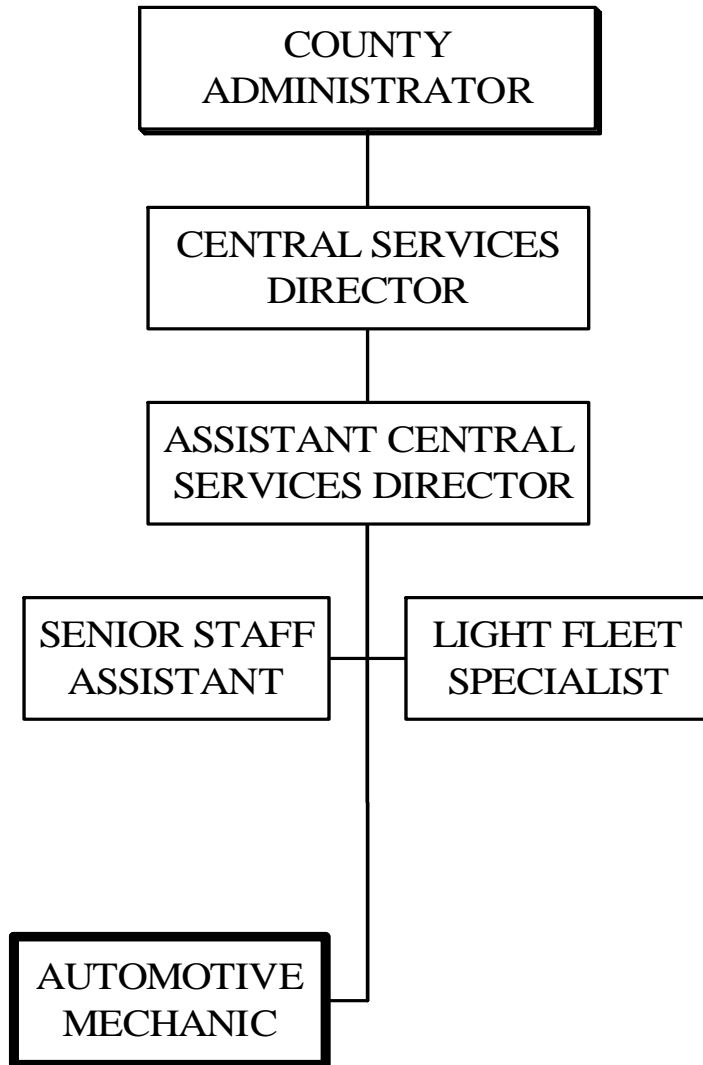 COUNTY
ADMINISTRATOR
CENTRAL SERVICES
DIRECTOR
ASSISTANT CENTRAL
SERVICES DIRECTOR
SENIOR STAFF
ASSISTANT
LIGHT FLEET
SPECIALIST
AUTOMOTIVE
MECHANIC